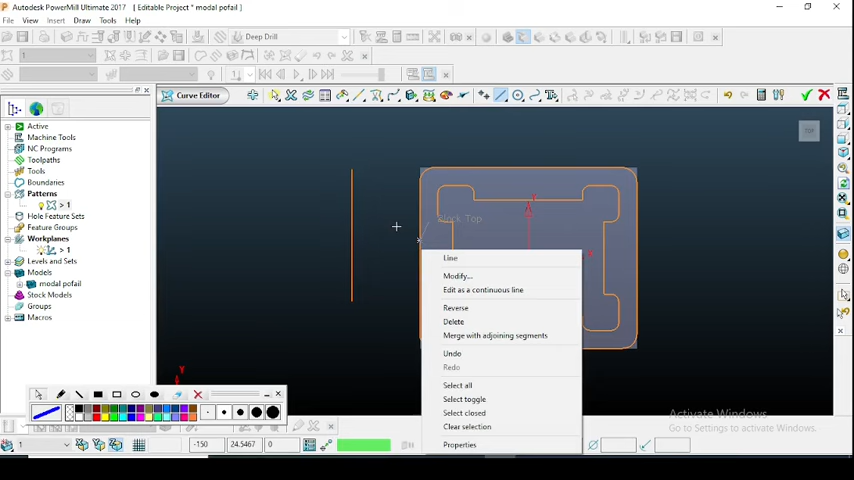 Autodesk PowerMill Ultimate 2017 - [ Editable Project * modal pofail ]
File View Insert Draw Tools Help
Deep Drill
1
1
Curve Editor
Active
Machine Tools
NC Programs
Toolpaths
Tools
Boundaries
Patterns
> 1
Hole Feature Sets
Feature Groups
Workplanes
> 1
Levels and Sets
Models
modal pofail
Stock Models
Groups
Macros
Block Top
Y
Line
Modify...
Edit as a continuous line
Reverse
Delete
Merge with adjoining segments
Undo
Redo
Select all
Select toggle
Select closed
Clear selection
Properties
Y
Activate Windows
Go to Settings to activate Windows.
1 -150 24.5467 0